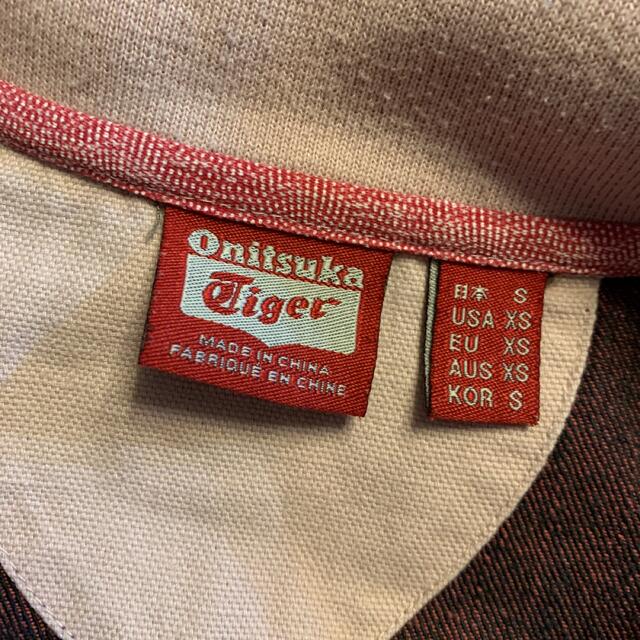 Onitsuka
Tiger
MADE IN CHINA
FABRIQUÉ EN CHINE
日本 S
USA XS
EU XS
AUS XS
KOR S